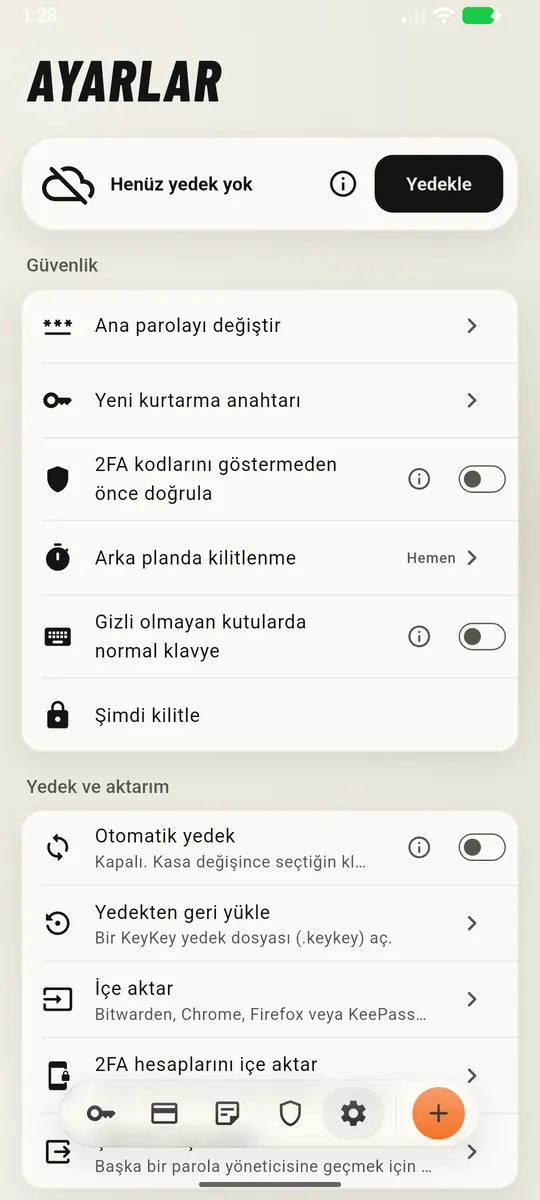 1:28
AYARLAR
Henüz yedek yok
Yedekle
Güvenlik
Ana parolayı değiştir
Yeni kurtarma anahtarı
2FA kodlarını göstermeden
önce doğrula
Arka planda kilitlenme
Hemen
Gizli olmayan kutularda
normal klavye
Şimdi kilitle
Yedek ve aktarım
Otomatik yedek
Kapalı. Kasa değişince seçtiğin kl…
Yedekten geri yükle
Bir KeyKey yedek dosyası (.keykey) aç.
İçe aktar
Bitwarden, Chrome, Firefox veya KeePass…
2FA hesaplarını içe aktar
Başka bir parola yöneticisine geçmek için …